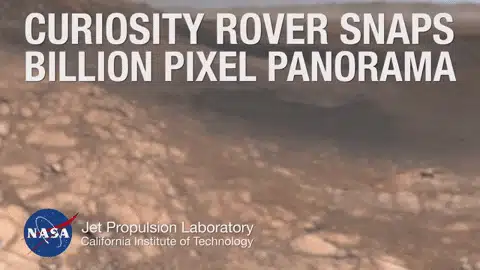 CURIOSITY ROVER SNAPS
BILLION PIXEL PANORAMA
NASA
Jet Propulsion Laboratory
California Institute of Technology